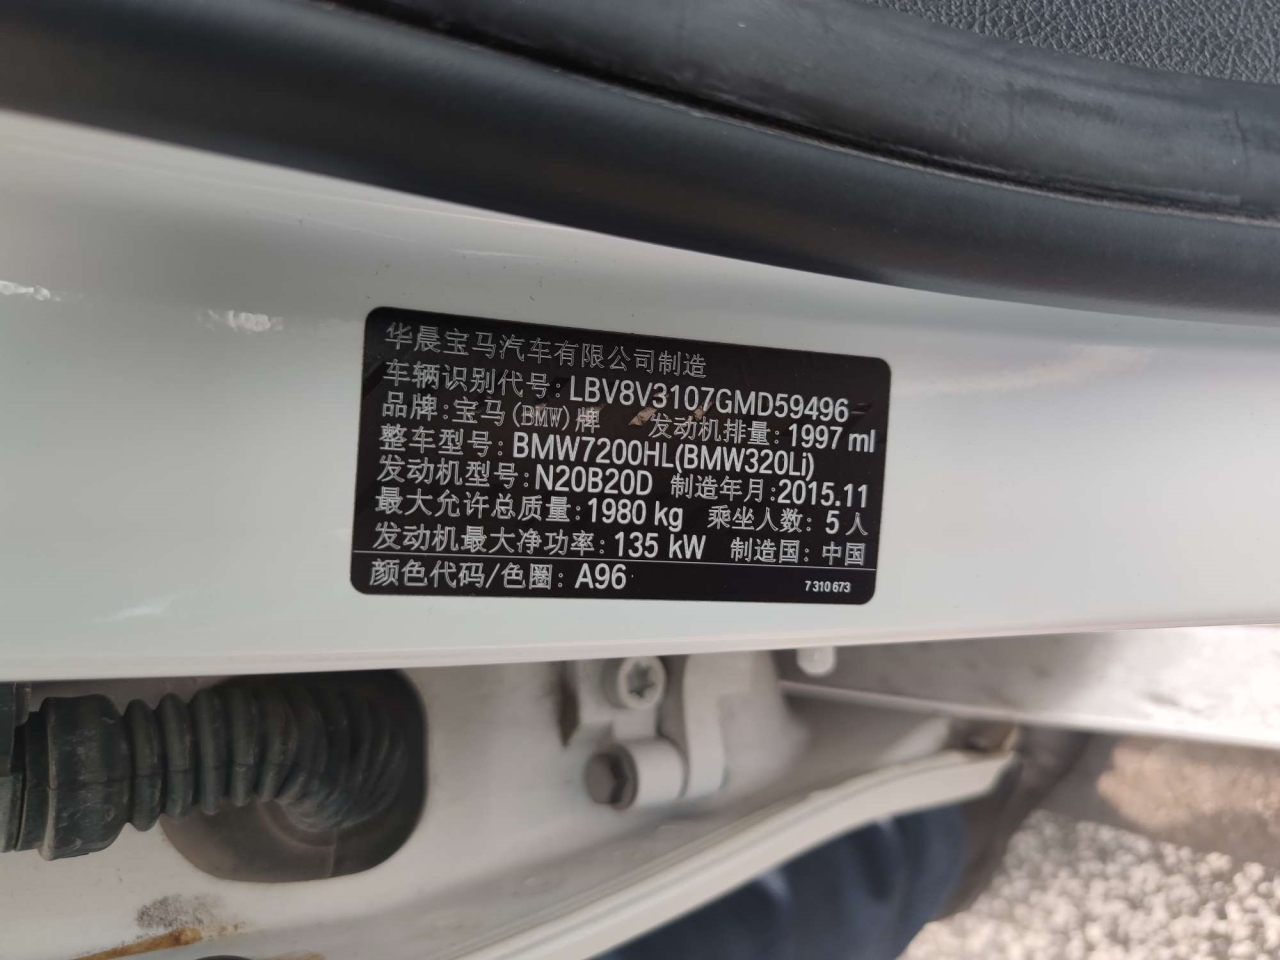 华晨宝马汽车有限公司制造
车辆识别代号: LBV8V3107GMD59496
品牌: 宝马(BMW)牌 发动机排量: 1997 ml
整车型号: BMW7200HL(BMW320Li)
发动机型号: N20B20D 制造年月: 2015.11
最大允许总质量: 1980 kg 乘坐人数: 5 人
发动机最大净功率: 135 kW 制造国: 中国
颜色代码/色圈: A96 7 310 673